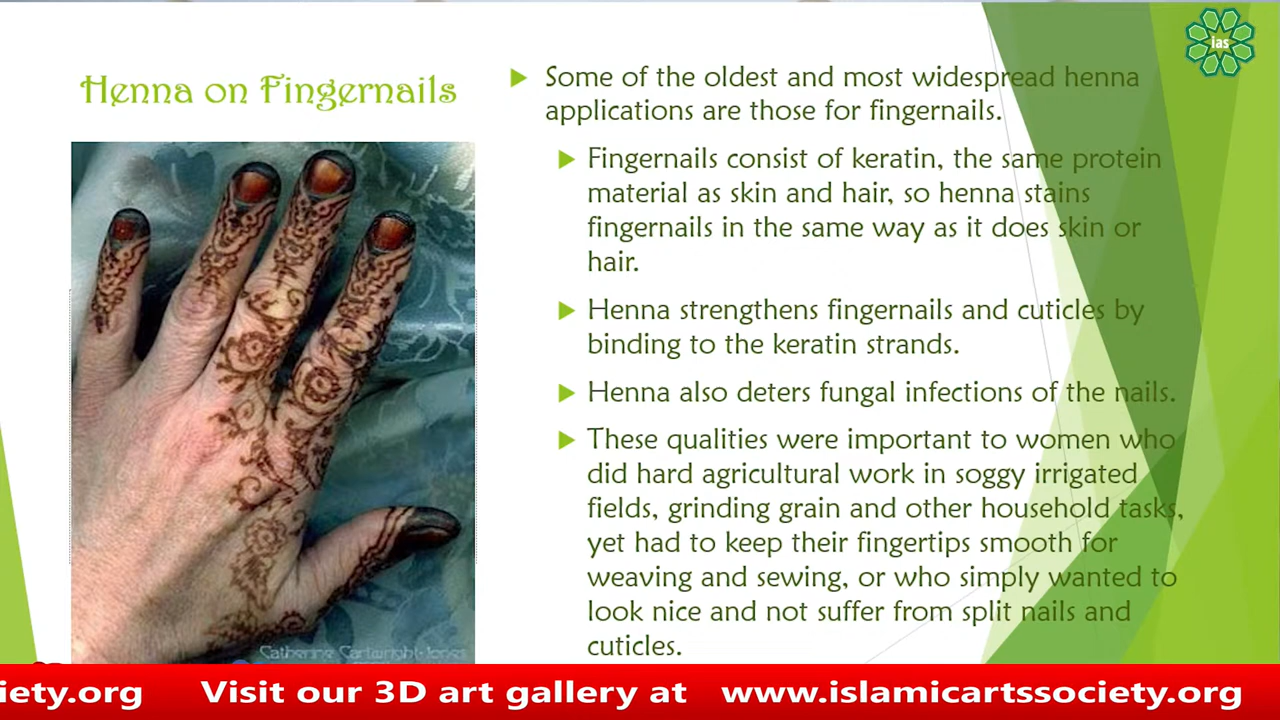 ias
Henna on Fingernails
Some of the oldest and most widespread henna
applications are those for fingernails.
Fingernails consist of keratin, the same protein
material as skin and hair, so henna stains
fingernails in the same way as it does skin or
hair.
Henna strengthens fingernails and cuticles by
binding to the keratin strands.
Henna also deters fungal infections of the nails.
These qualities were important to women who
did hard agricultural work in soggy irrigated
fields, grinding grain and other household tasks,
yet had to keep their fingertips smooth for
weaving and sewing, or who simply wanted to
look nice and not suffer from split nails and
cuticles.
Catherine Cartwright-Jones
iety.org Visit our 3D art gallery at www.islamicartssociety.org